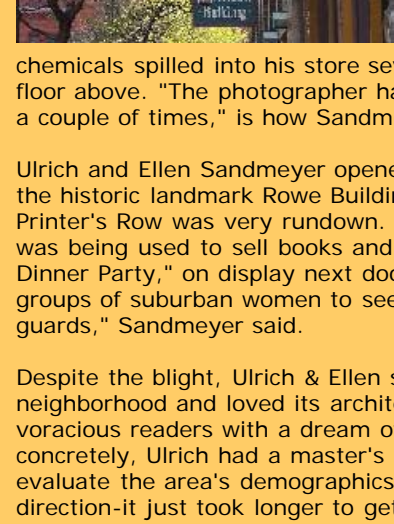 Building
chemicals spilled into his store se
floor above. "The photographer ha
a couple of times," is how Sandm
Ulrich and Ellen Sandmeyer opene
the historic landmark Rowe Buildin
Printer's Row was very rundown.
was being used to sell books and
Dinner Party," on display next doo
groups of suburban women to see
guards," Sandmeyer said.
Despite the blight, Ulrich & Ellen s
neighborhood and loved its archite
voracious readers with a dream o
concretely, Ulrich had a master's
evaluate the area's demographics
direction-it just took longer to get